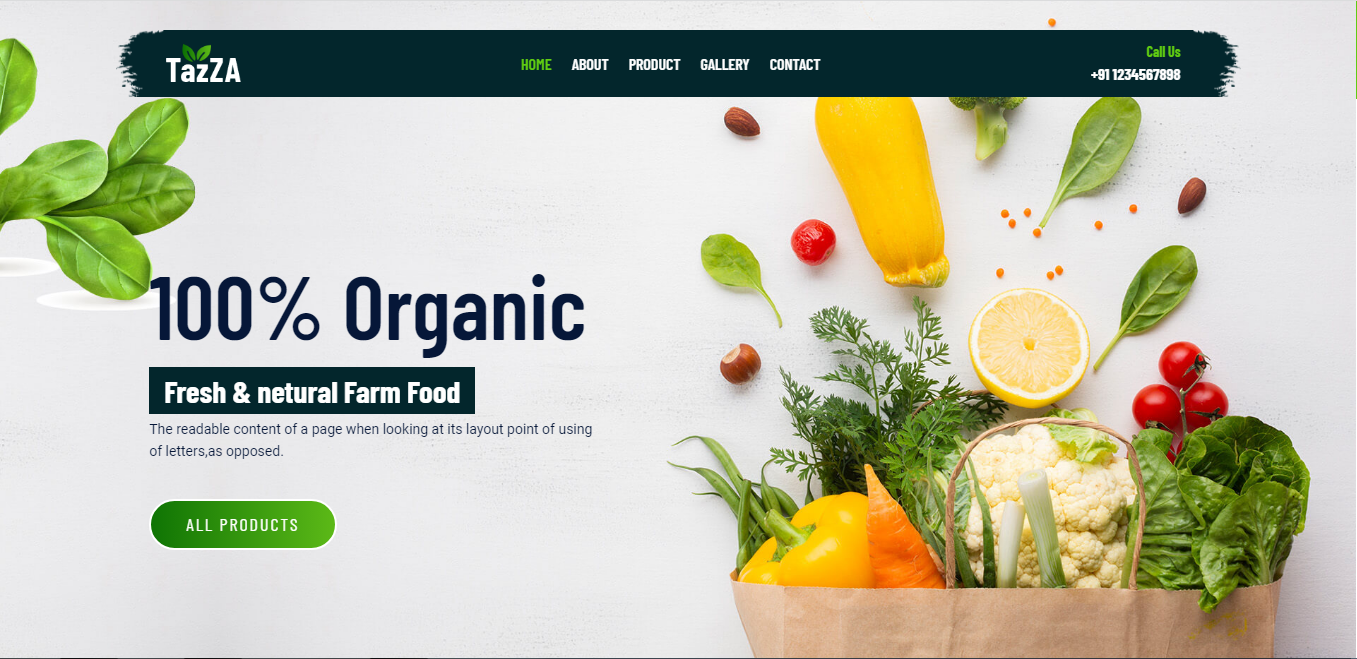 TazZA
HOME ABOUT PRODUCT GALLERY CONTACT
Call Us
+91 1234567898
100% Organic
Fresh & netural Farm Food
The readable content of a page when looking at its layout point of using
of letters,as opposed.
ALL PRODUCTS